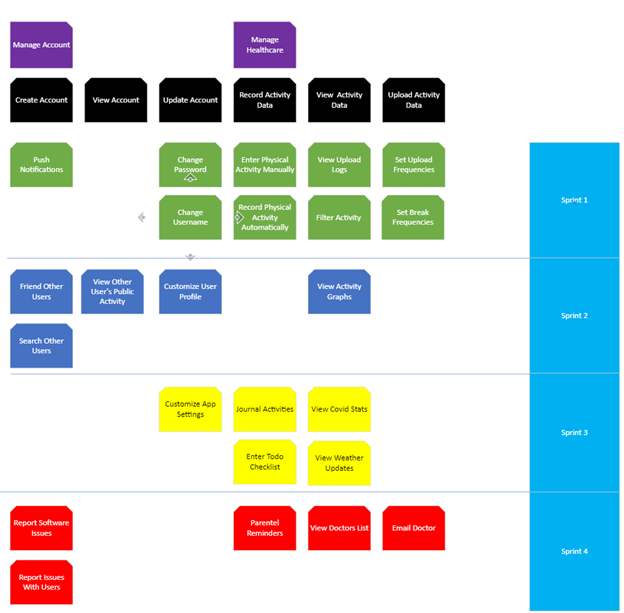 Manage Account
Manage
Healthcare
Create Account
View Account
Update Account
Record Activity
Data
View Activity
Data
Upload Activity
Data
Push
Notifications
Change
Password
Enter Physical
Activity Manually
View Upload
Logs
Set Upload
Frequencies
Sprint 1
Change
Username
Record Physical
Activity
Automatically
Filter Activity
Set Break
Frequencies
Friend Other
Users
View Other
User's Public
Activity
Customize User
Profile
View Activity
Graphs
Sprint 2
Search Other
Users
Customize App
Settings
Journal Activities
View Covid Stats
Sprint 3
Enter Todo
Checklist
View Weather
Updates
Report Software
Issues
Parentel
Reminders
View Doctors List
Email Doctor
Sprint 4
Report Issues
With Users